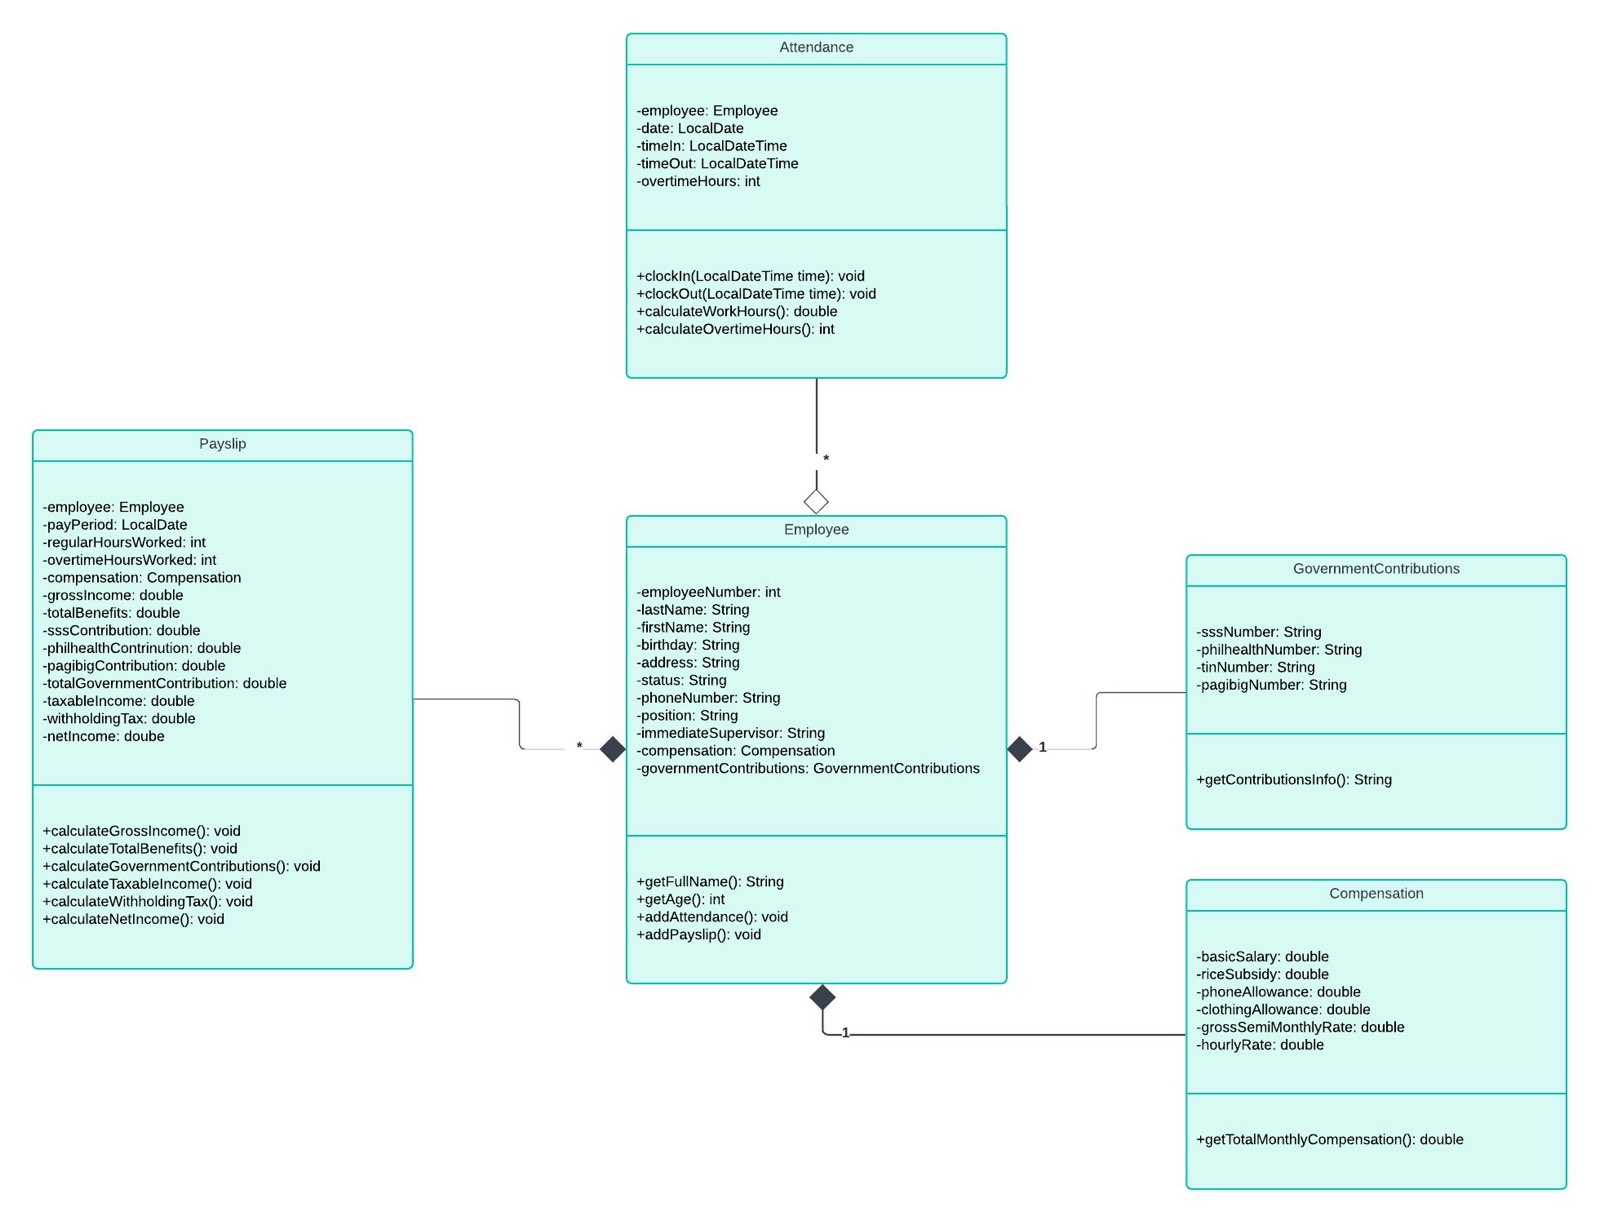 Attendance
-employee: Employee
-date: LocalDate
-timeIn: LocalDateTime
-timeOut: LocalDateTime
-overtimeHours: int
+clockIn(LocalDateTime time): void
+clockOut(LocalDateTime time): void
+calculateWorkHours(): double
+calculateOvertimeHours(): int
*
Payslip
-employee: Employee
-payPeriod: LocalDate
-regularHoursWorked: int
-overtimeHoursWorked: int
-compensation: Compensation
-grossIncome: double
-totalBenefits: double
-sssContribution: double
-philhealthContrinution: double
-pagibigContribution: double
-totalGovernmentContribution: double
-taxableIncome: double
-withholdingTax: double
-netIncome: doube
+calculateGrossIncome(): void
+calculateTotalBenefits(): void
+calculateGovernmentContributions(): void
+calculateTaxableIncome(): void
+calculateWithholdingTax(): void
+calculateNetIncome(): void
*
Employee
-employeeNumber: int
-lastName: String
-firstName: String
-birthday: String
-address: String
-status: String
-phoneNumber: String
-position: String
-immediateSupervisor: String
-compensation: Compensation
-governmentContributions: GovernmentContributions
+getFullName(): String
+getAge(): int
+addAttendance(): void
+addPayslip(): void
1
GovernmentContributions
-sssNumber: String
-philhealthNumber: String
-tinNumber: String
-pagibigNumber: String
+getContributionsInfo(): String
1
Compensation
-basicSalary: double
-riceSubsidy: double
-phoneAllowance: double
-clothingAllowance: double
-grossSemiMonthlyRate: double
-hourlyRate: double
+getTotalMonthlyCompensation(): double